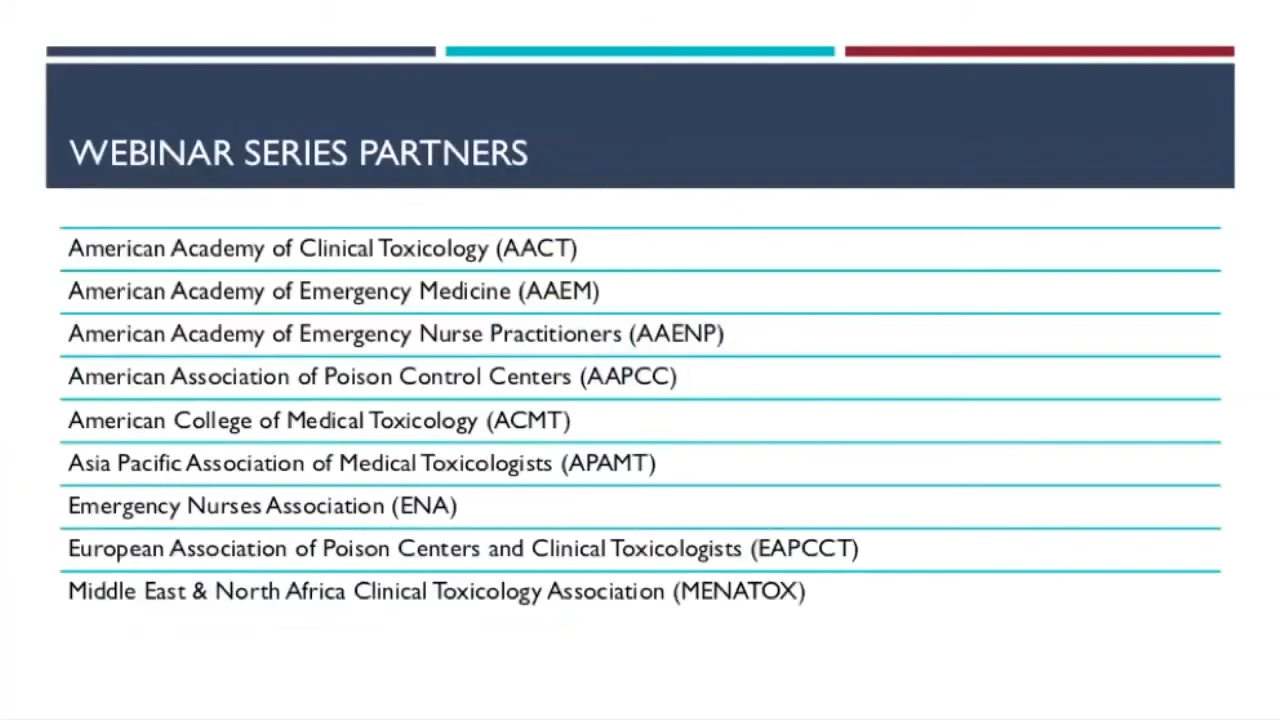 WEBINAR SERIES PARTNERS
American Academy of Clinical Toxicology (AACT)
American Academy of Emergency Medicine (AAEM)
American Academy of Emergency Nurse Practitioners (AAENP)
American Association of Poison Control Centers (AAPCC)
American College of Medical Toxicology (ACMT)
Asia Pacific Association of Medical Toxicologists (APAMT)
Emergency Nurses Association (ENA)
European Association of Poison Centers and Clinical Toxicologists (EAPCCT)
Middle East & North Africa Clinical Toxicology Association (MENATOX)